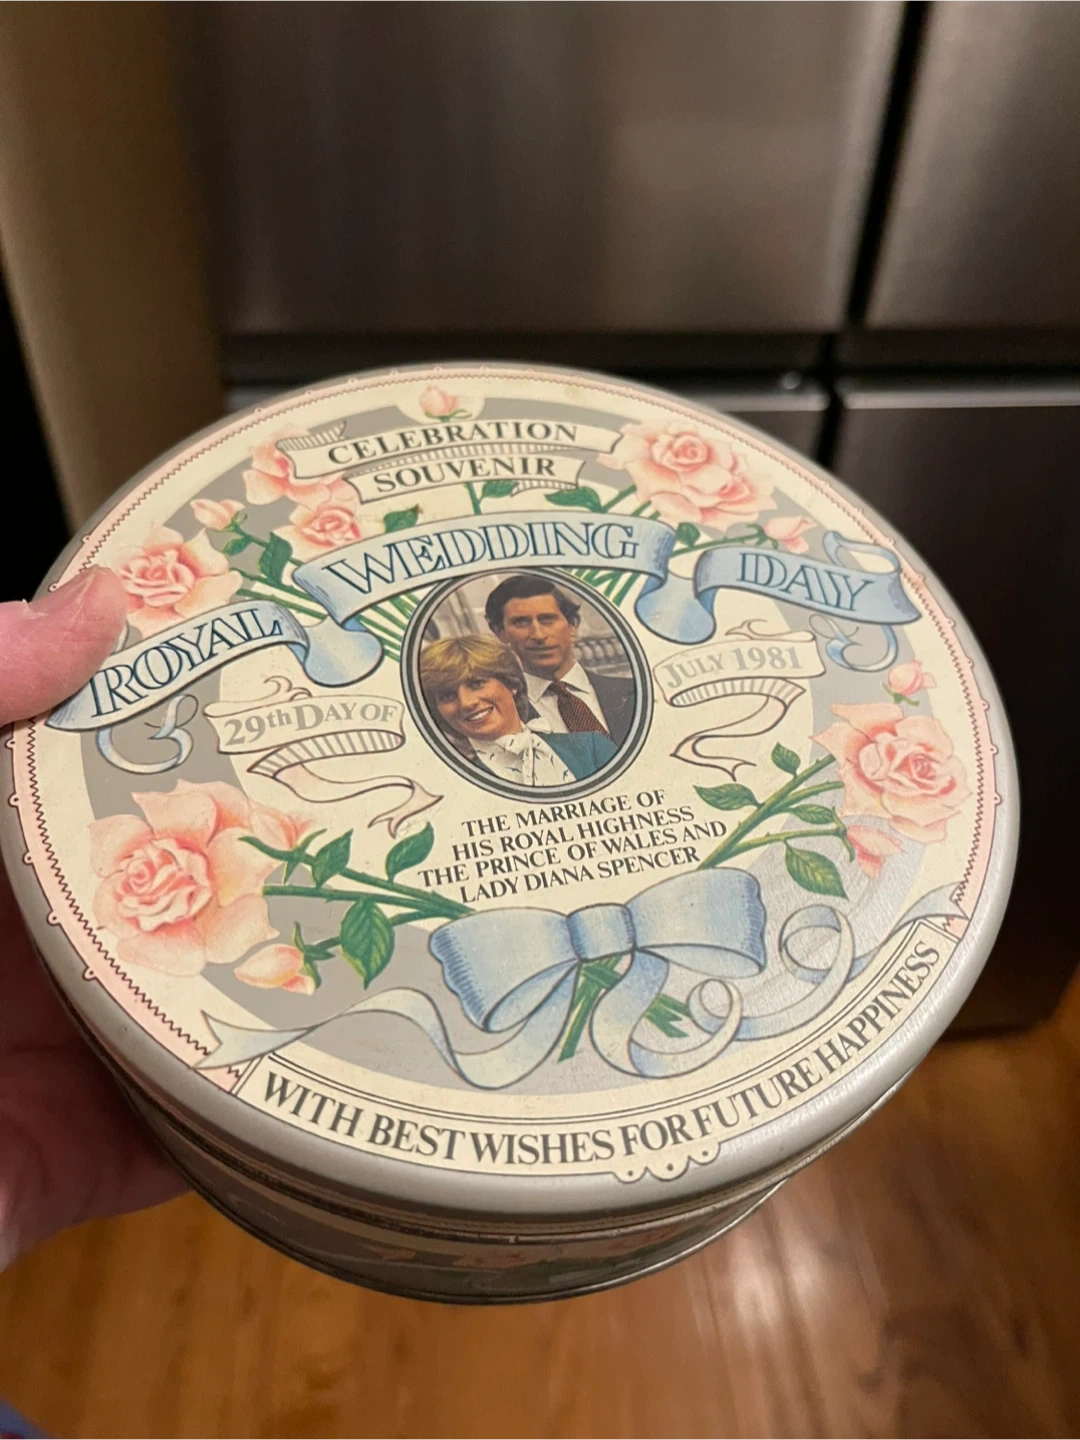 CELEBRATION
SOUVENIR
ROYAL WEDDING DAY
29th DAY OF JULY 1981
THE MARRIAGE OF
HIS ROYAL HIGHNESS
THE PRINCE OF WALES AND
LADY DIANA SPENCER
WITH BEST WISHES FOR FUTURE HAPPINESS